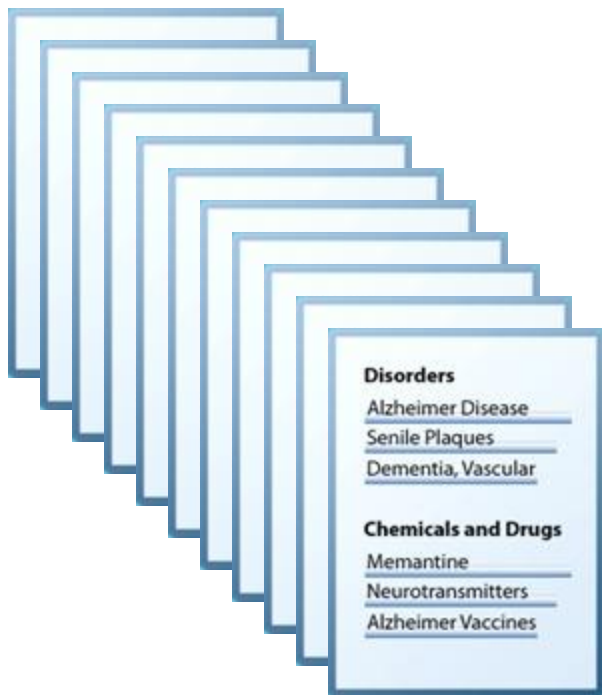 Disorders
Alzheimer Disease
Senile Plaques
Dementia, Vascular
Chemicals and Drugs
Memantine
Neurotransmitters
Alzheimer Vaccines